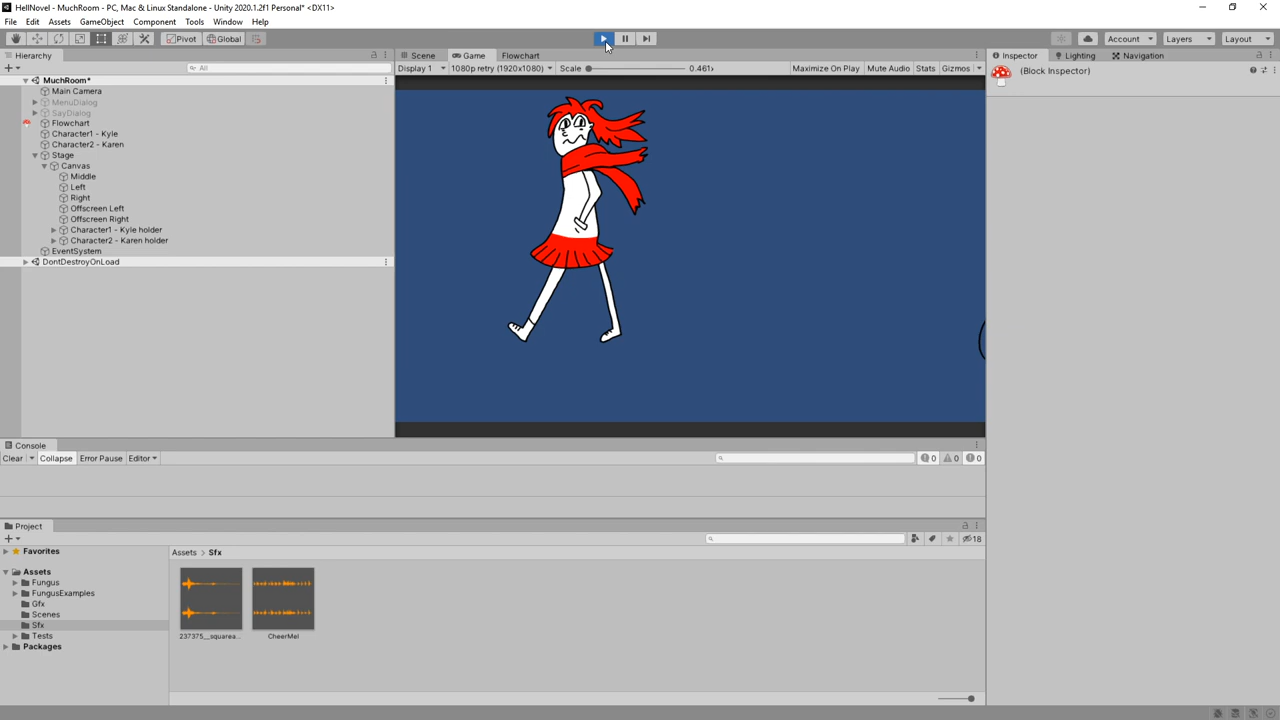 HellNovel - MuchRoom - PC, Mac & Linux Standalone - Unity 2020.1.2f1 Personal* <DX11>
File Edit Assets GameObject Component Tools Window Help
Pivot Global Account Layers Layout
Hierarchy Scene Game Flowchart Inspector Lighting Navigation
All Display 1 1080p retry (1920x1080) Scale 0.461x Maximize On Play Mute Audio Stats Gizmos (Block Inspector)
MuchRoom*
Main Camera
MenuDialog
SayDialog
Flowchart
Character1 - Kyle
Character2 - Karen
Stage
Canvas
Middle
Left
Right
Offscreen Left
Offscreen Right
Character1 - Kyle holder
Character2 - Karen holder
EventSystem
DontDestroyOnLoad
Console
Clear Collapse Error Pause Editor 0 0 0
Project
18
Favorites
Assets > Sfx
Assets
Fungus
FungusExamples
Gfx
Scenes
Sfx
Tests
Packages
237375__squarea... CheerMel